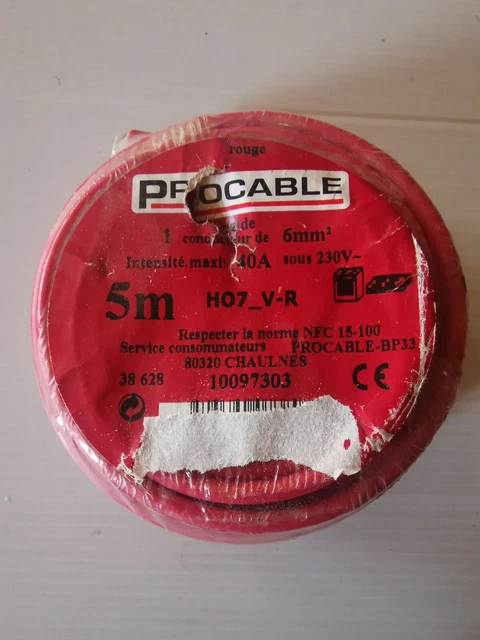 rouge
PROCABLE
1 conducteur de 6mm²
Intensité maxi: 40A sous 230V~
5m HO7_V-R
Respecter la norme NFC 15-100
Service consommateurs PROCABLE-BP33
80320 CHAULNES
38 628 10097303 CE